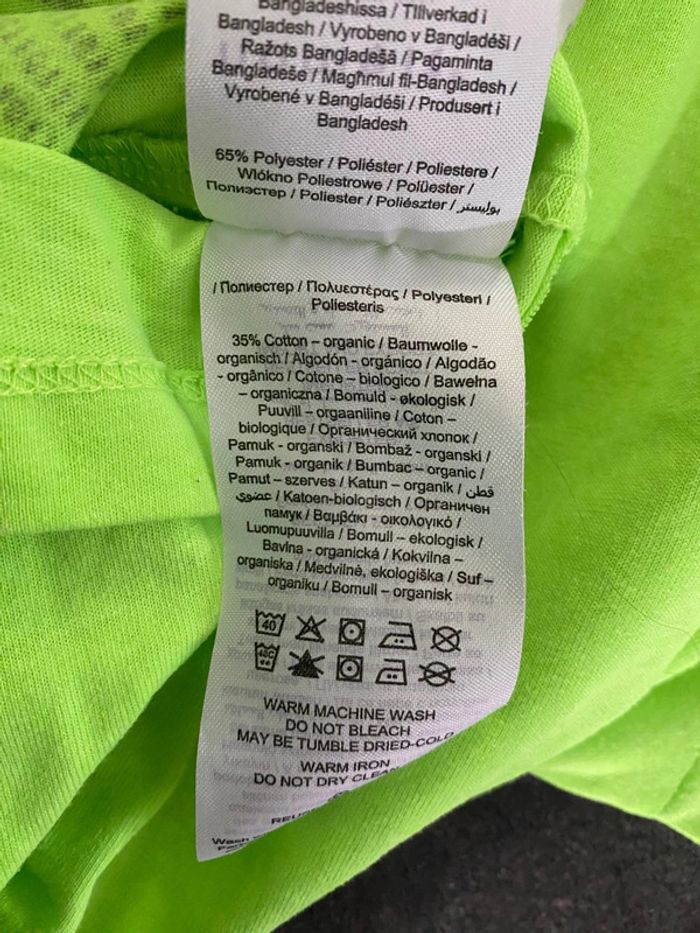 Bangladeshissa / Tillverkad i
Bangladesh / Vyrobeno v Bangladéši /
Ražots Bangladešā / Pagaminta
Bangladeše / Magħmul fil-Bangladesh /
Vyrobené v Bangladéši / Produsert i
Bangladesh
65% Polyester / Poliéster / Poliestere /
Włókno Poliestrowe / Polüester /
Полиэстер / Poliester / Poliészter / بوليستر
/ Полиестер / Πολυεστέρας / Polyesteri /
Poliesteris
35% Cotton – organic / Baumwolle -
organisch / Algodón - orgánico / Algodão
- orgânico / Cotone – biologico / Bawełna
– organiczna / Bomuld - økologisk /
Puuvill – orgaaniline / Coton –
biologique / Органический хлопок /
Pamuk - organski / Bombaž - organski /
Pamuk - organik / Bumbac – organic /
Pamut – szerves / Katun – organik / قطن
عضوي / Katoen-biologisch / Органичен
памук / Βαμβάκι - οικολογικό /
Luomupuuvilla / Bomull – ekologisk /
Bavlna - organická / Kokvilna –
organiska / Medvilnė, ekologiška / Suf –
organiku / Bomull – organisk
40
40C
WARM MACHINE WASH
DO NOT BLEACH
MAY BE TUMBLE DRIED-COLD
WARM IRON
DO NOT DRY CLEAN
Wash